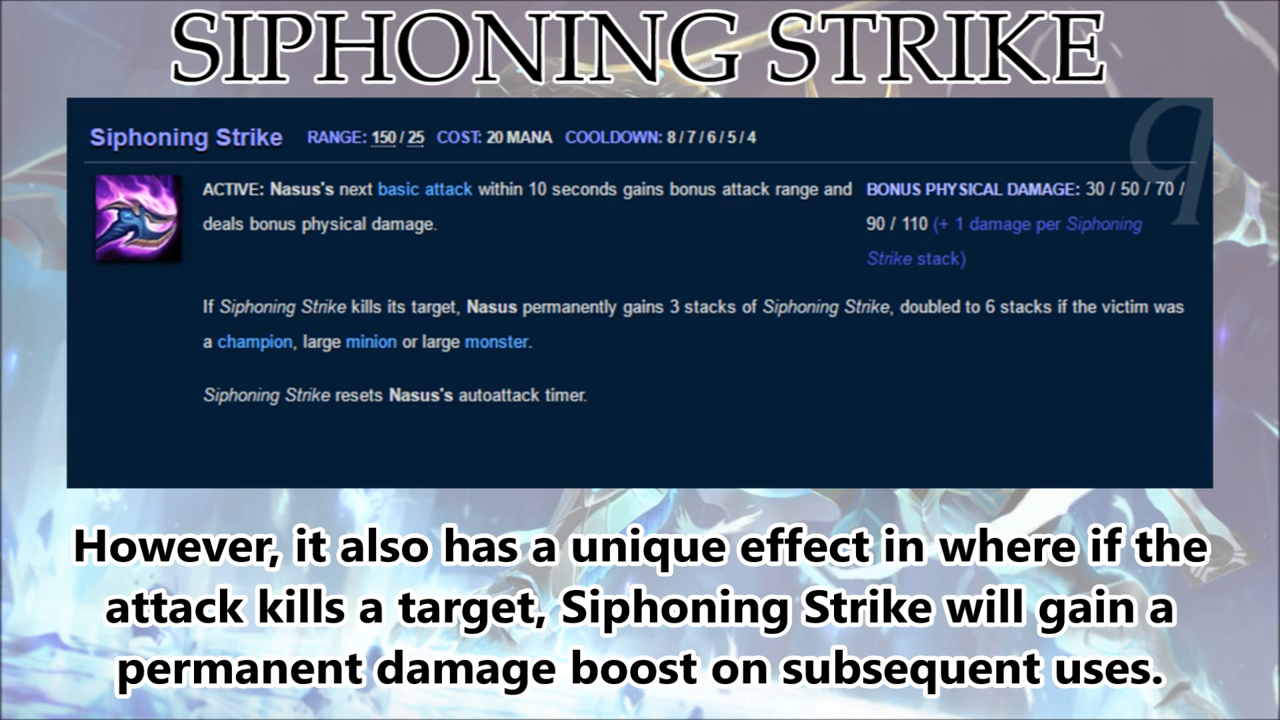 SIPHONING STRIKE
q
Siphoning Strike RANGE: 150 / 25 COST: 20 MANA COOLDOWN: 8 / 7 / 6 / 5 / 4
ACTIVE: Nasus's next basic attack within 10 seconds gains bonus attack range and
deals bonus physical damage.
BONUS PHYSICAL DAMAGE: 30 / 50 / 70 /
90 / 110 (+ 1 damage per Siphoning
Strike stack)
If Siphoning Strike kills its target, Nasus permanently gains 3 stacks of Siphoning Strike, doubled to 6 stacks if the victim was
a champion, large minion or large monster.
Siphoning Strike resets Nasus's autoattack timer.
However, it also has a unique effect in where if the
attack kills a target, Siphoning Strike will gain a
permanent damage boost on subsequent uses.